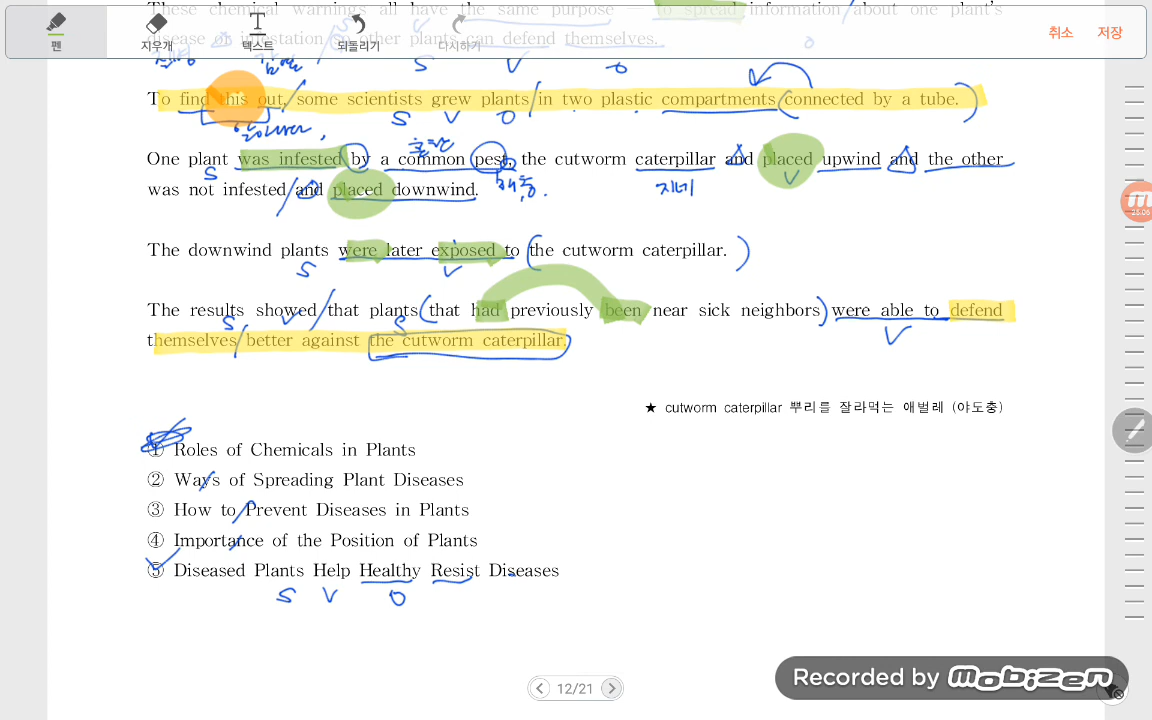 These chemical warnings all have the same purpose — to spread information about one plant's
disease or infestation so other plants can defend themselves.
펜
지우개
텍스트
되돌리기
다시하기
취소
저장
S V O
To find this out, some scientists grew plants in two plastic compartments connected by a tube.
S V O
One plant was infested by a common pest, the cutworm caterpillar and placed upwind and the other
S 해충. 지네 V
was not infested and placed downwind.
The downwind plants were later exposed to the cutworm caterpillar.
S V
The results showed that plants that had previously been near sick neighbors were able to defend
S V S V
themselves better against the cutworm caterpillar.
★ cutworm caterpillar 뿌리를 잘라먹는 애벌레 (야도충)
① Roles of Chemicals in Plants
② Ways of Spreading Plant Diseases
③ How to Prevent Diseases in Plants
④ Importance of the Position of Plants
⑤ Diseased Plants Help Healthy Resist Diseases
S V O
12/21
Recorded by mobizen